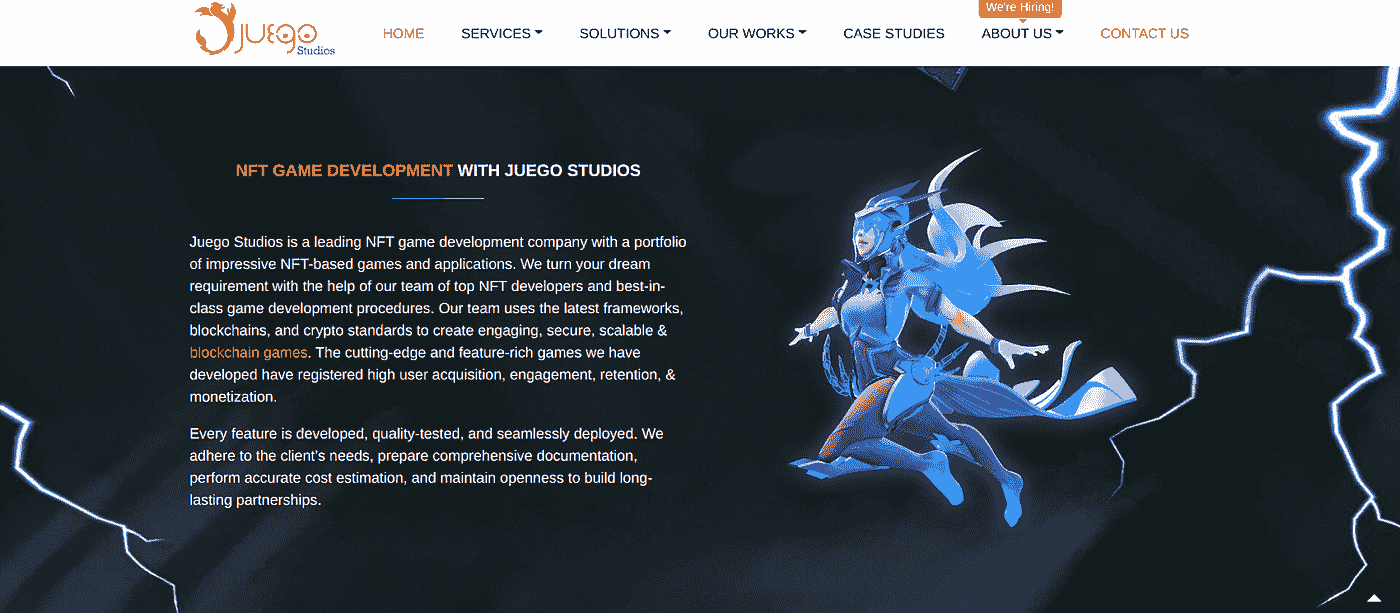 We're Hiring!
Juego
Studios
HOME
SERVICES
SOLUTIONS
OUR WORKS
CASE STUDIES
ABOUT US
CONTACT US
NFT GAME DEVELOPMENT WITH JUEGO STUDIOS
Juego Studios is a leading NFT game development company with a portfolio
of impressive NFT-based games and applications. We turn your dream
requirement with the help of our team of top NFT developers and best-in-
class game development procedures. Our team uses the latest frameworks,
blockchains, and crypto standards to create engaging, secure, scalable &
blockchain games. The cutting-edge and feature-rich games we have
developed have registered high user acquisition, engagement, retention, &
monetization.
Every feature is developed, quality-tested, and seamlessly deployed. We
adhere to the client's needs, prepare comprehensive documentation,
perform accurate cost estimation, and maintain openness to build long-
lasting partnerships.